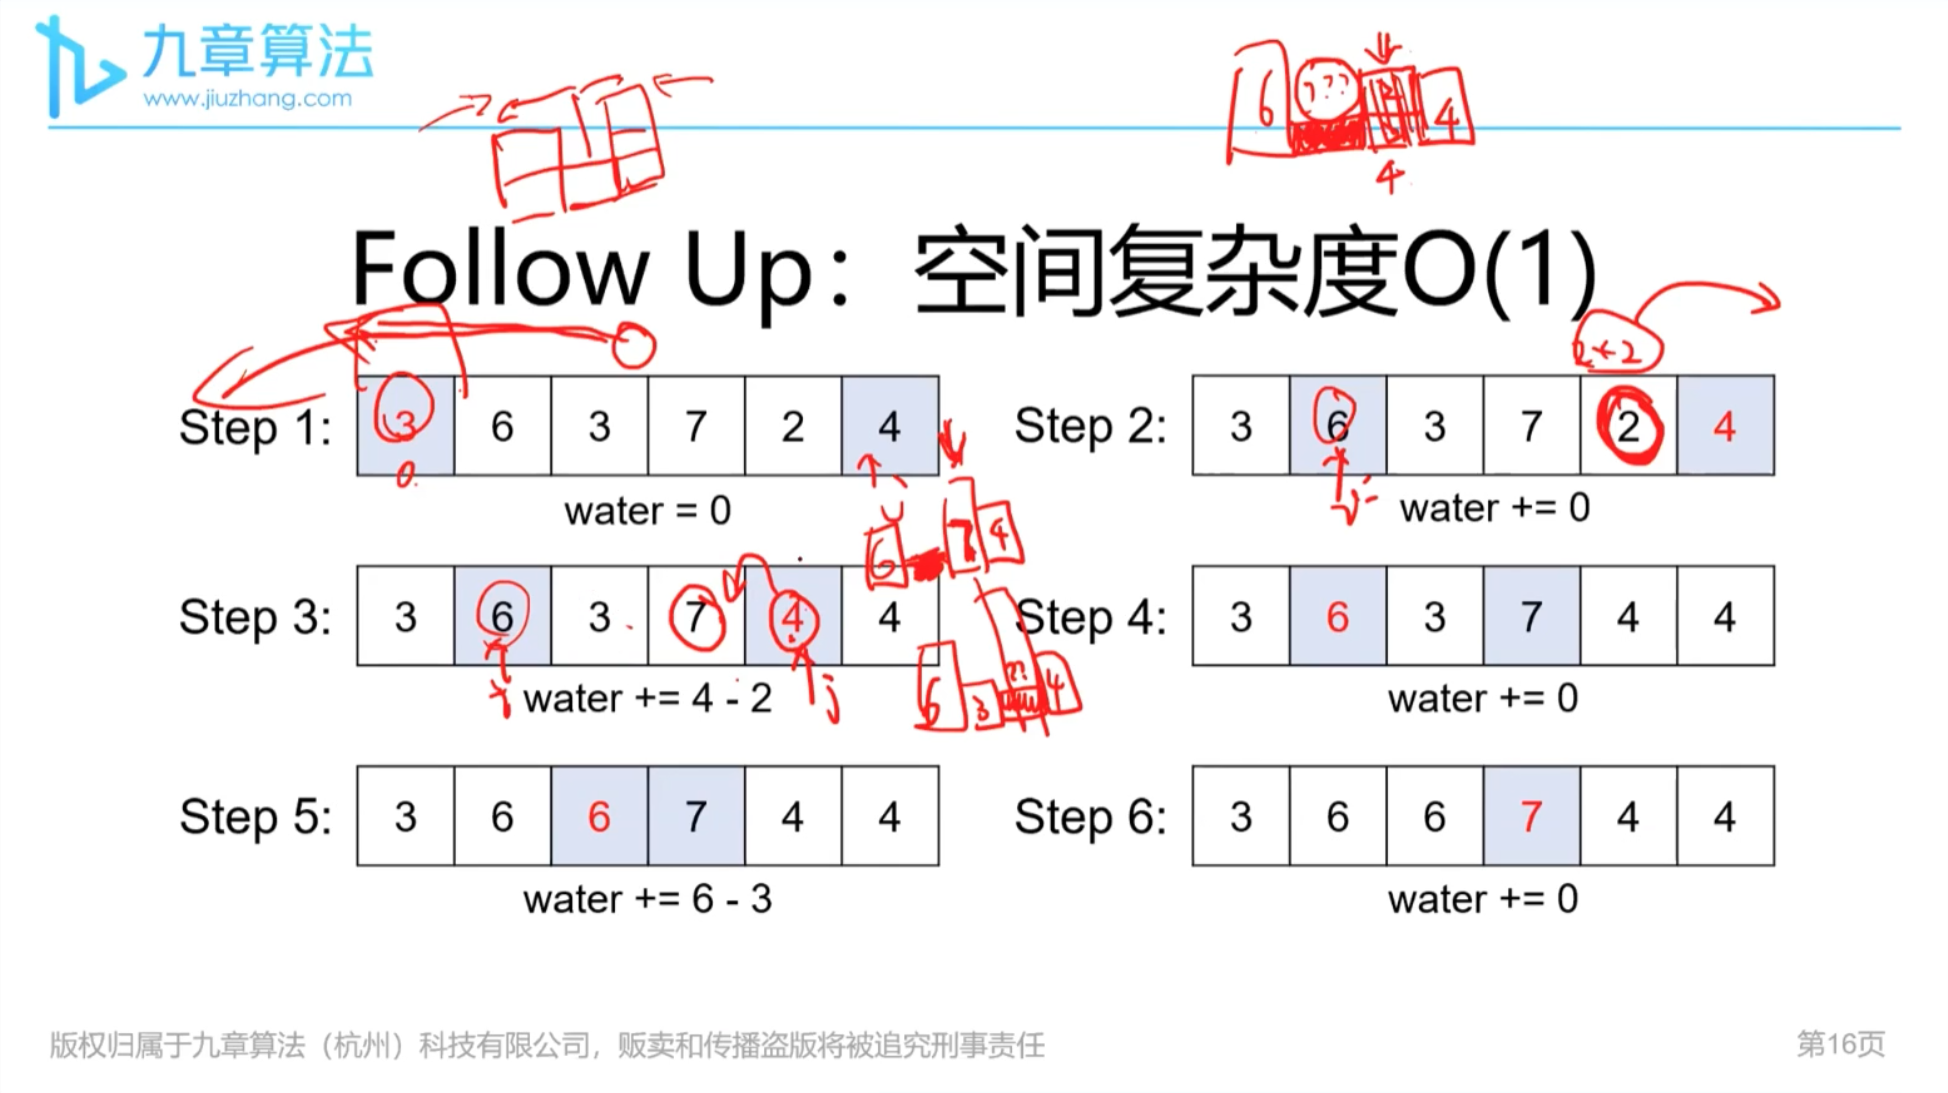 九章算法
www.jiuzhang.com
6 ??? 4
4
Follow Up：空间复杂度O(1)
2+2
Step 1: 3 6 3 7 2 4
0
water = 0
Step 2: 3 6 3 7 2 4
i
water += 0
6 7 4
Step 3: 3 6 3 7 4 4
j
water += 4 - 2
6 3 ?? 4
Step 4: 3 6 3 7 4 4
water += 0
Step 5: 3 6 6 7 4 4
water += 6 - 3
Step 6: 3 6 6 7 4 4
water += 0
版权归属于九章算法（杭州）科技有限公司，贩卖和传播盗版将被追究刑事责任
第16页